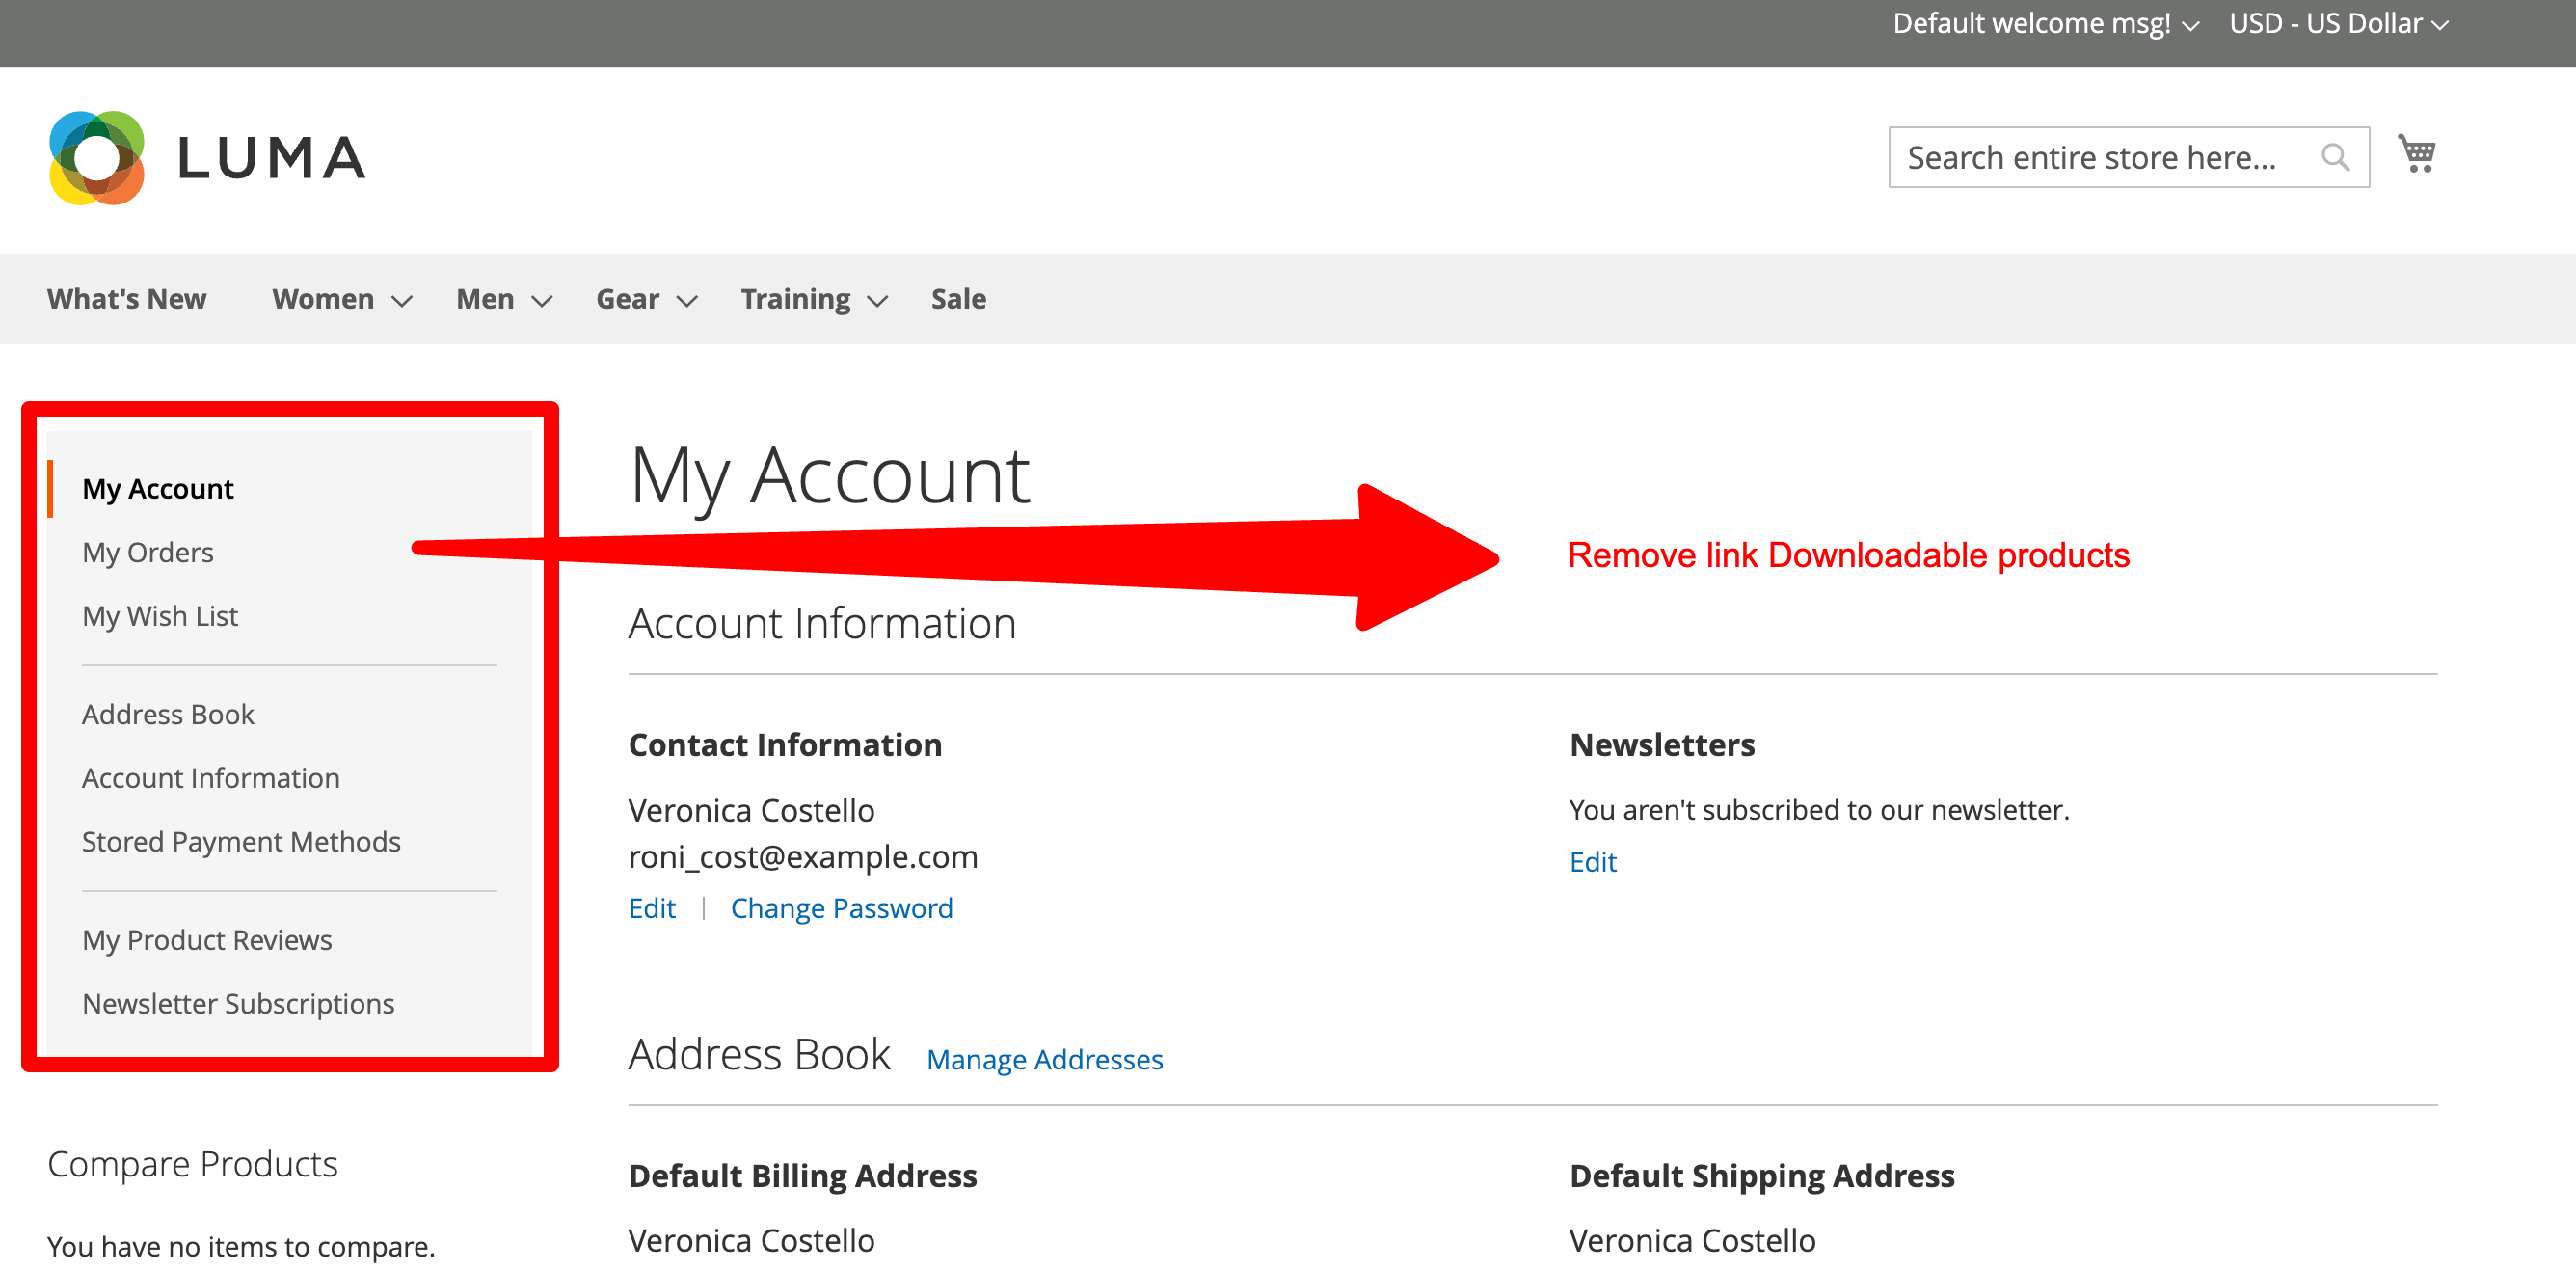 Default welcome msg! USD - US Dollar
LUMA
Search entire store here...
What's New Women Men Gear Training Sale
My Account
My Orders
My Wish List
Address Book
Account Information
Stored Payment Methods
My Product Reviews
Newsletter Subscriptions
Compare Products
You have no items to compare.
My Account
Remove link Downloadable products
Account Information
Contact Information
Veronica Costello
roni_cost@example.com
Edit | Change Password
Newsletters
You aren't subscribed to our newsletter.
Edit
Address Book Manage Addresses
Default Billing Address
Veronica Costello
Default Shipping Address
Veronica Costello